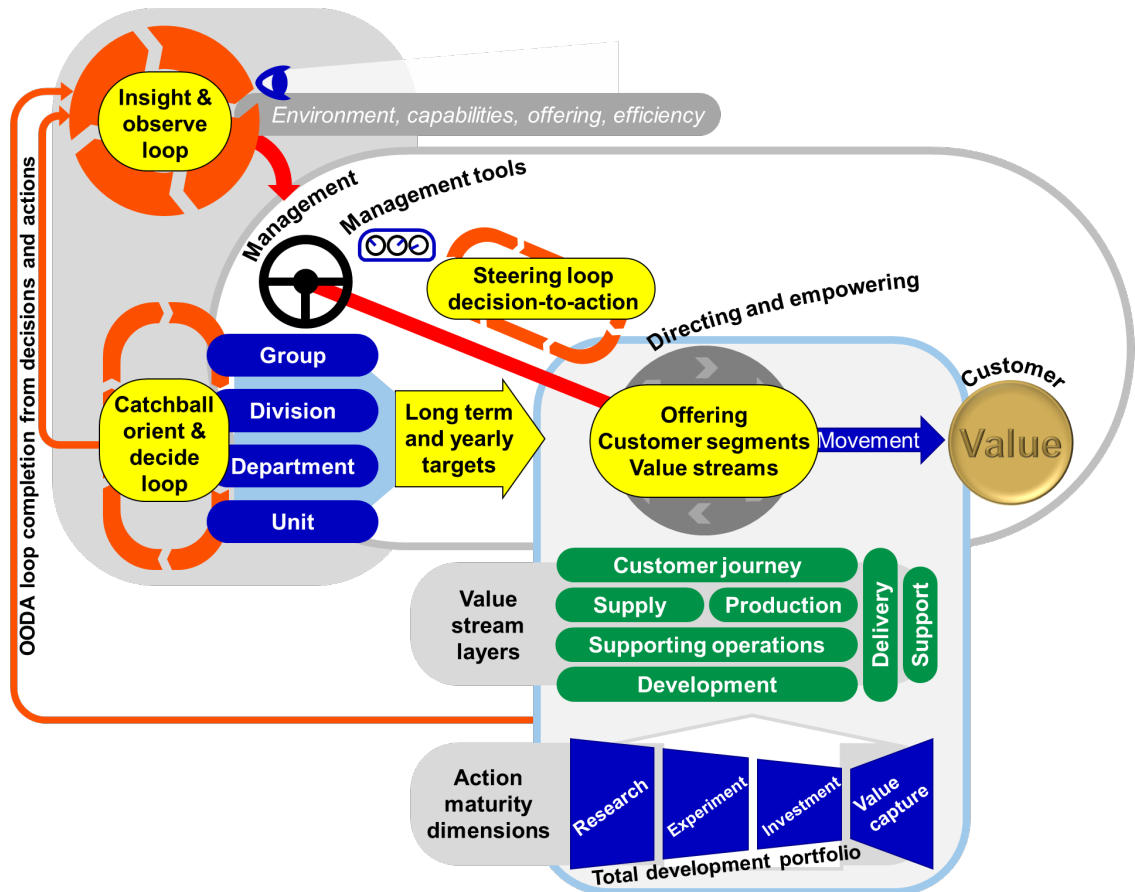 Insight &
observe
loop
Environment, capabilities, offering, efficiency
OODA loop completion from decisions and actions
Management
Management tools
Steering loop
decision-to-action
Directing and empowering
Group
Division
Department
Unit
Catchball
orient &
decide
loop
Long term
and yearly
targets
Offering
Customer segments
Value streams
Movement
Customer
Value
Value
stream
layers
Customer journey
Supply
Production
Supporting operations
Development
Delivery
Support
Action
maturity
dimensions
Research
Experiment
Investment
Value
capture
Total development portfolio